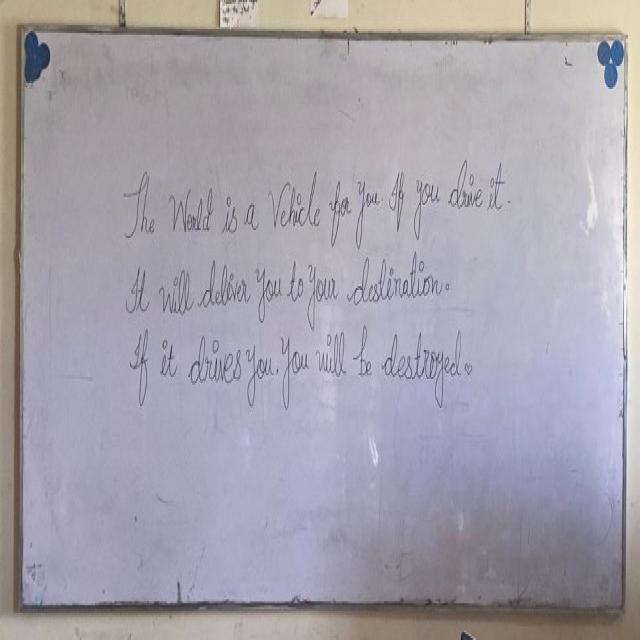 The World is a Vehicle for you. If you drive it.
It will deliver you to your destination.
If it drives you. You will be destroyed.